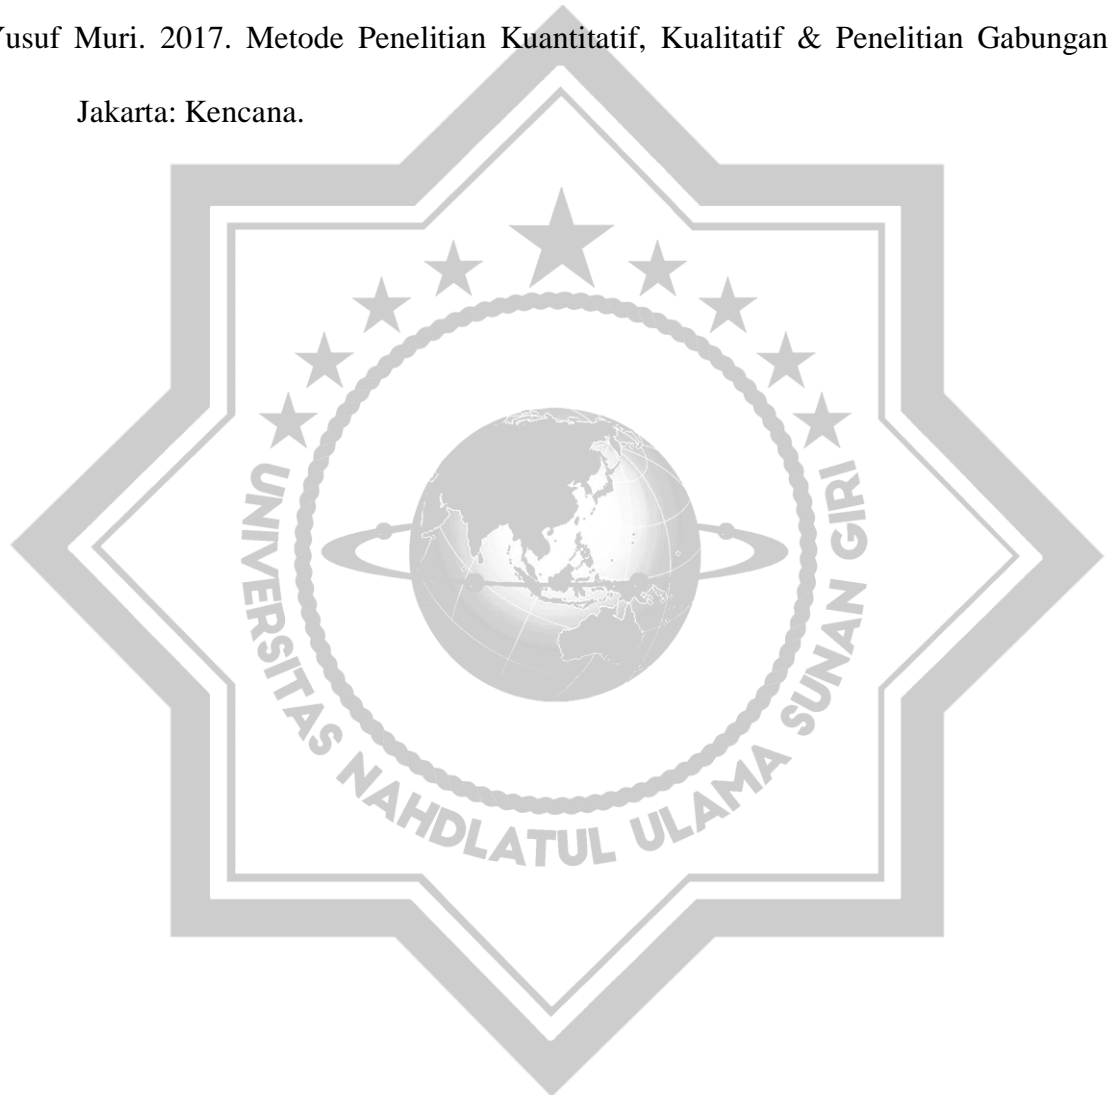 Yusuf Muri. 2017. Metode Penelitian Kuantitatif, Kualitatif & Penelitian Gabungan
Jakarta: Kencana.
UNIVERSITAS NAHDLATUL ULAMA SUNAN GIRI